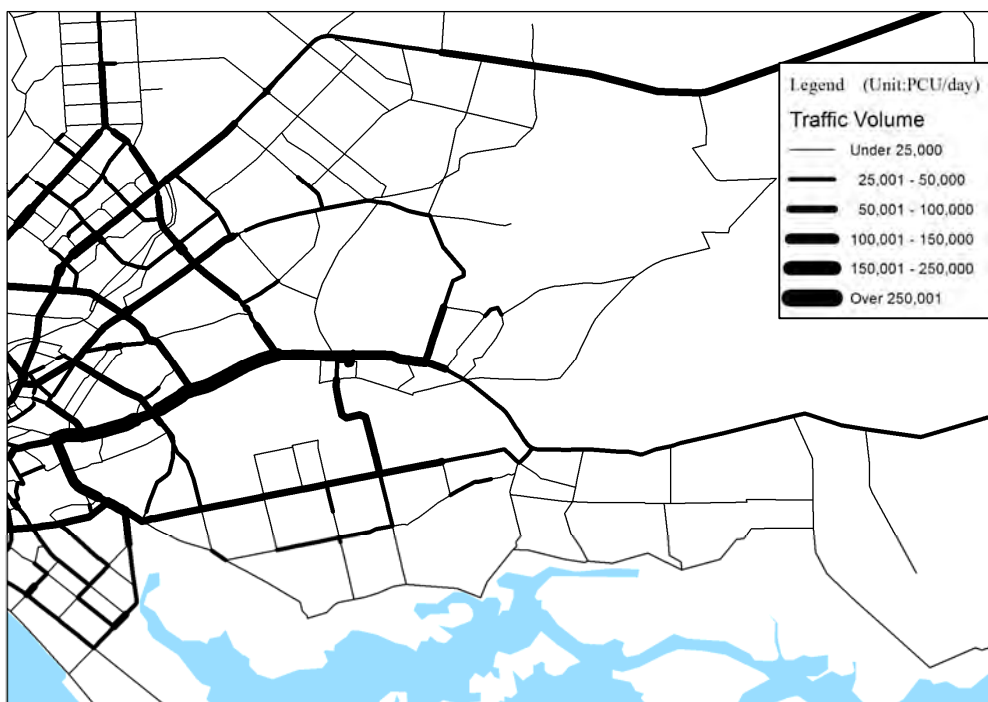 Legend (Unit:PCU/day)
Traffic Volume
Under 25,000
25,001 - 50,000
50,001 - 100,000
100,001 - 150,000
150,001 - 250,000
Over 250,001